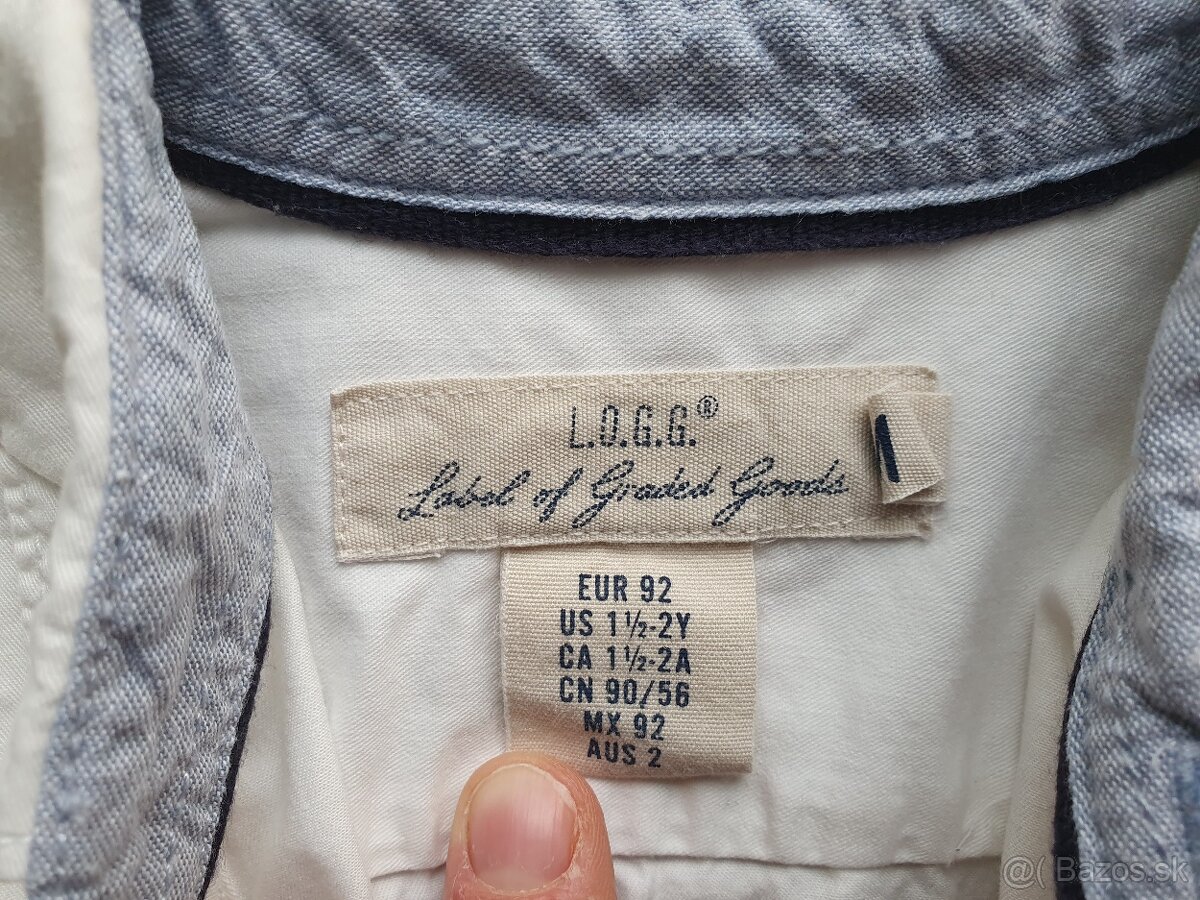 L.O.G.G.®
Label of Graded Goods
EUR 92
US 1½-2Y
CA 1½-2A
CN 90/56
MX 92
AUS 2
@( Bazos.sk